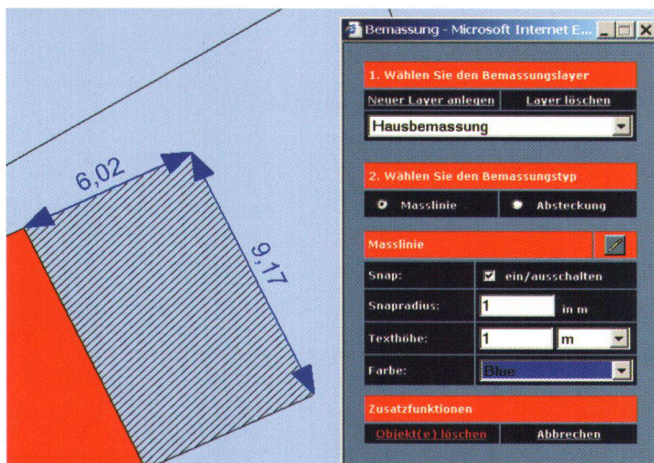 6,02
9,17
Bemassung - Microsoft Internet E...
1. Wählen Sie den Bemassungslayer
Neuer Layer anlegen Layer löschen
Hausbemassung
2. Wählen Sie den Bemassungstyp
Masslinie Absteckung
Masslinie
Snap: ein/ausschalten
Snapradius: 1 in m
Texthöhe: 1 m
Farbe: Blue
Zusatzfunktionen
Objekt(e) löschen Abbrechen